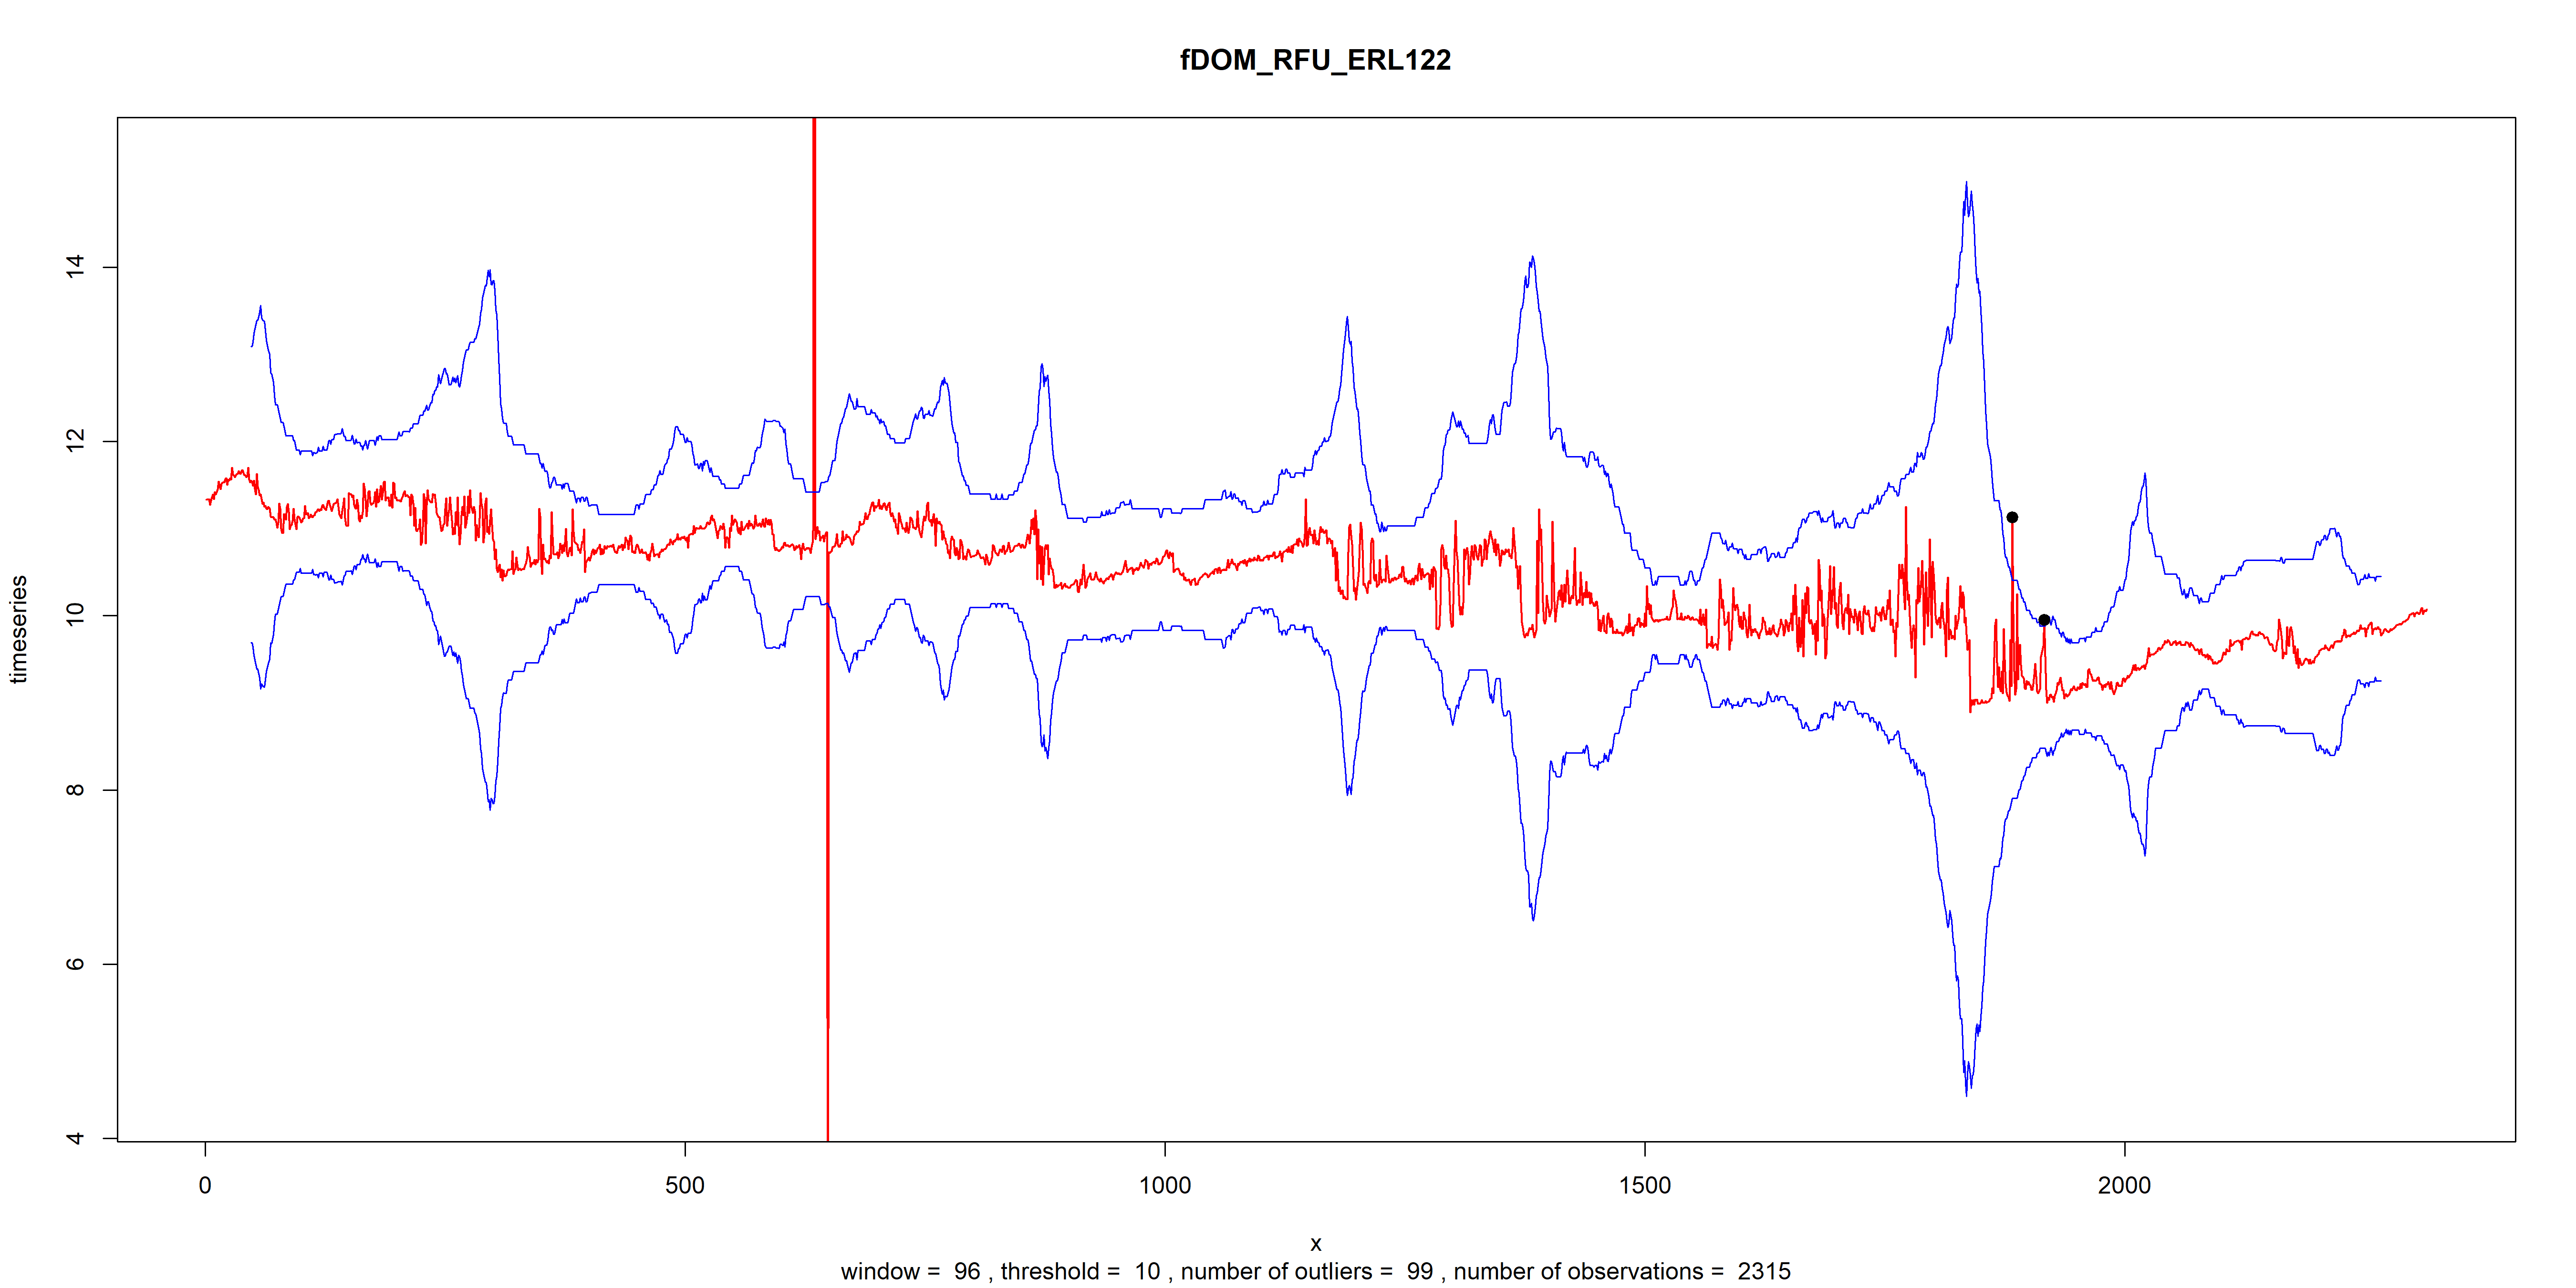 fDOM_RFU_ERL122
timeseries
14
12
10
8
6
4
0 500 1000 1500 2000
x
window = 96 , threshold = 10 , number of outliers = 99 , number of observations = 2315